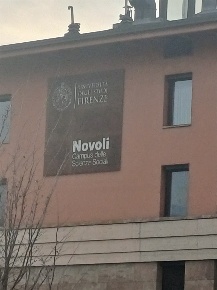 UNIVERSITÀ
DEGLI STUDI
FIRENZE
Novoli
Campus delle
Scienze Sociali